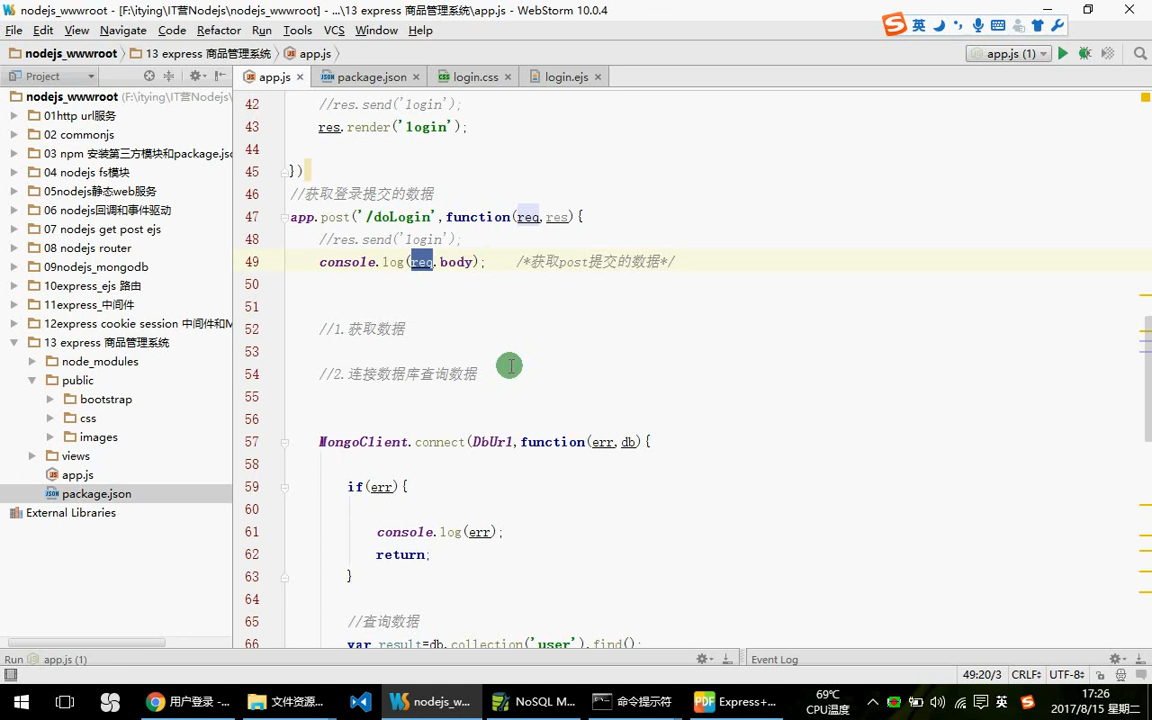 nodejs_wwwroot [F:\itying\IT营Nodejs\nodejs_wwwroot] - ...\13 express 商品管理系统\app.js] - WebStorm 10.0.4
File Edit View Navigate Code Refactor Run Tools VCS Window Help
英
nodejs_wwwroot 13 express 商品管理系统 app.js
app.js (1)
Project
app.js package.json login.css login.ejs
nodejs_wwwroot (F:\itying\IT营Nodejs\
01http url服务
02 commonjs
03 npm 安装第三方模块和package.jso
04 nodejs fs模块
05nodejs静态web服务
06 nodejs回调和事件驱动
07 nodejs get post ejs
08 nodejs router
09nodejs_mongodb
10express_ejs 路由
11express_中间件
12express cookie session 中间件和M
13 express 商品管理系统
node_modules
public
bootstrap
css
images
views
app.js
package.json
External Libraries
42 //res.send('login');
43 res.render('login');
44
45 })
46 //获取登录提交的数据
47 app.post('/doLogin',function(req,res){
48 //res.send('login');
49 console.log(req.body); /*获取post提交的数据*/
50
51
52 //1.获取数据
53
54 //2.连接数据库查询数据
55
56
57 MongoClient.connect(DbUrl,function(err,db){
58
59 if(err){
60
61 console.log(err);
62 return;
63 }
64
65 //查询数据
66 var result=db.collection('user').find();
Run app.js (1) Event Log
49:20/3 CRLF÷ UTF-8÷
用户登录 -... 文件资源... nodejs_w... NoSQL M... 命令提示符 Express+...
69℃
CPU温度
英
17:26
2017/8/15 星期二